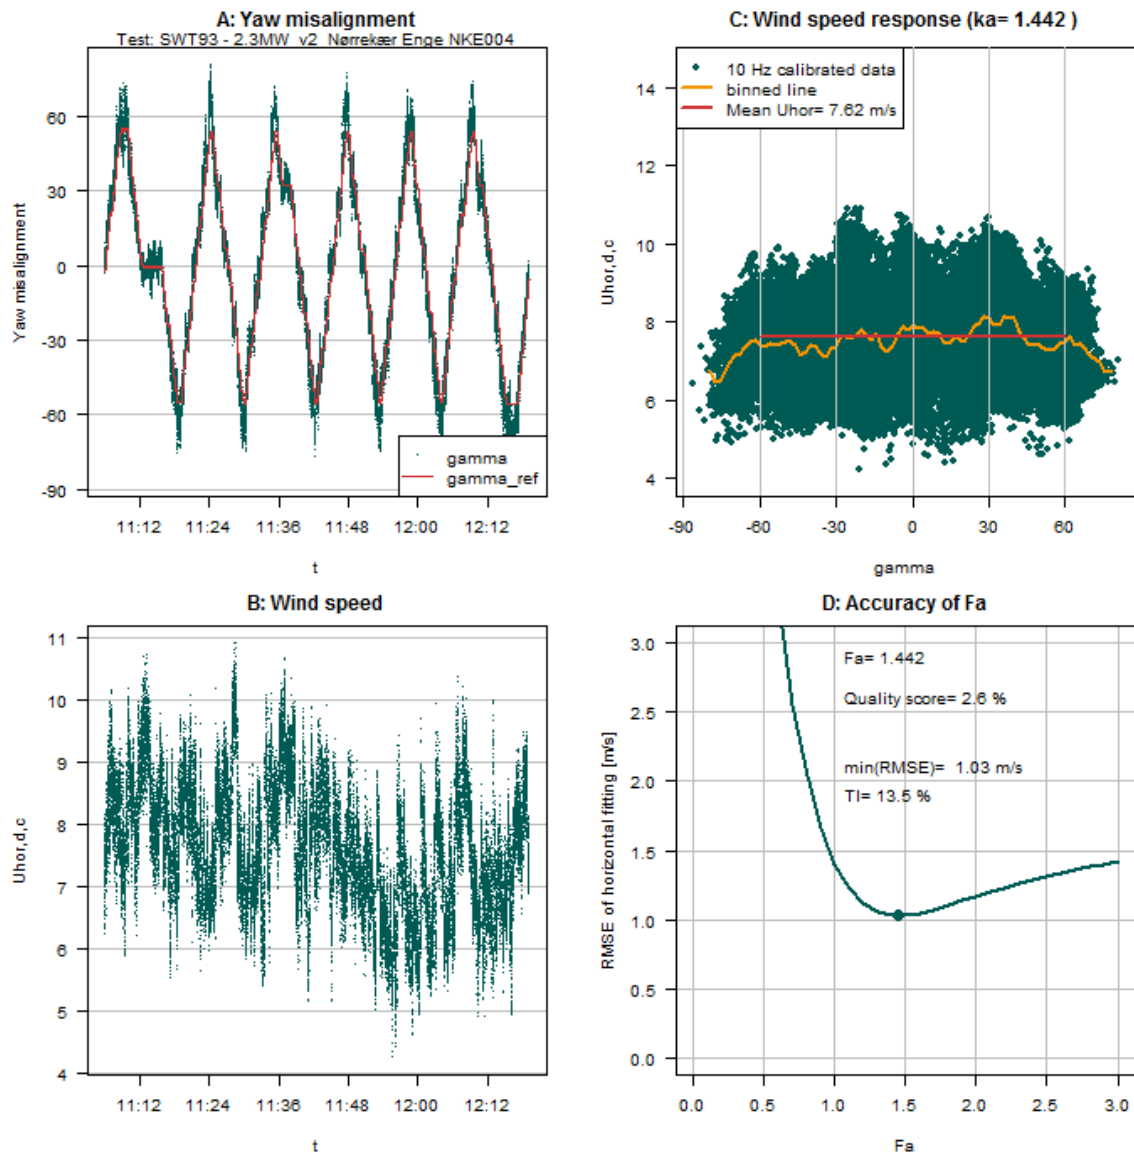 A: Yaw misalignment
Test: SWT93 - 2.3MW v2 Nørrekær Enge NKE004
60
30
0
-30
-60
-90
Yaw misalignment
gamma
gamma_ref
11:12 11:24 11:36 11:48 12:00 12:12
t
C: Wind speed response (ka= 1.442 )
10 Hz calibrated data
binned line
Mean Uhor= 7.62 m/s
14
12
10
8
6
4
Uhor,d,c
-90 -60 -30 0 30 60
gamma
B: Wind speed
11
10
9
8
7
6
5
4
Uhor,d,c
11:12 11:24 11:36 11:48 12:00 12:12
t
D: Accuracy of Fa
Fa= 1.442
Quality score= 2.6 %
min(RMSE)= 1.03 m/s
TI= 13.5 %
3.0
2.5
2.0
1.5
1.0
0.5
0.0
RMSE of horizontal fitting [m/s]
0.0 0.5 1.0 1.5 2.0 2.5 3.0
Fa